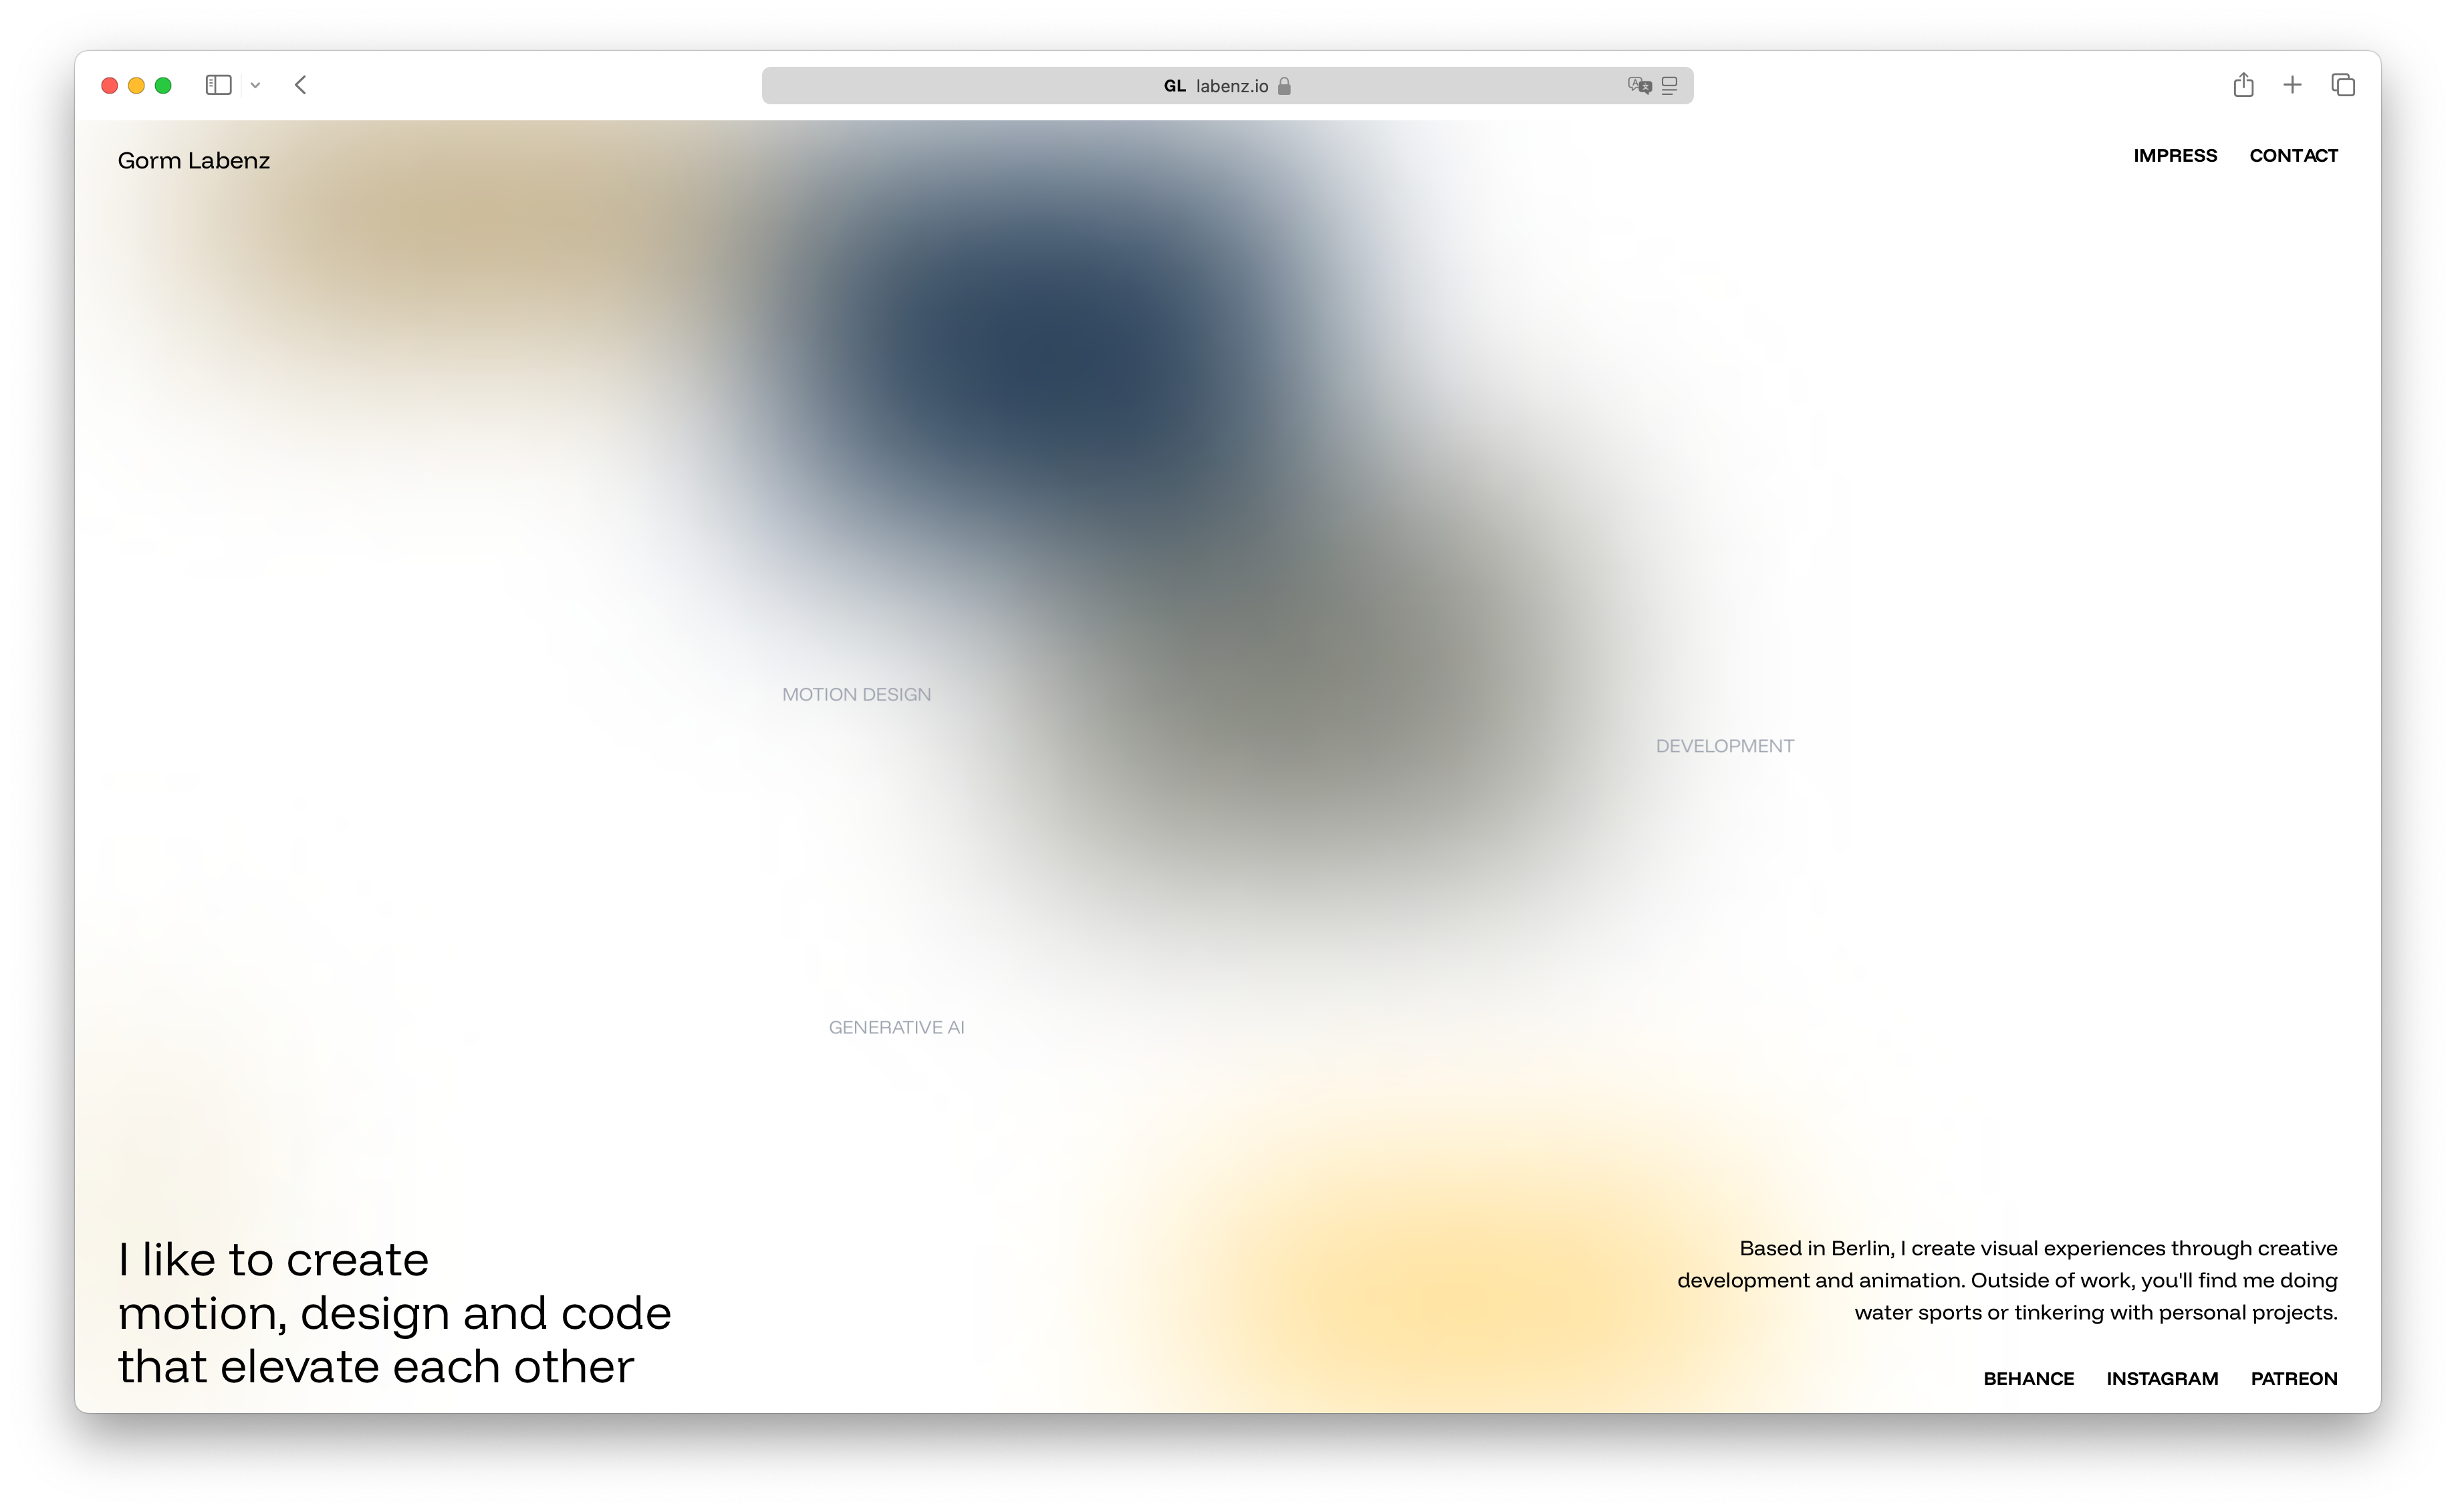 GL labenz.io
Gorm Labenz
IMPRESS CONTACT
MOTION DESIGN
DEVELOPMENT
GENERATIVE AI
I like to create
motion, design and code
that elevate each other
Based in Berlin, I create visual experiences through creative
development and animation. Outside of work, you'll find me doing
water sports or tinkering with personal projects.
BEHANCE INSTAGRAM PATREON